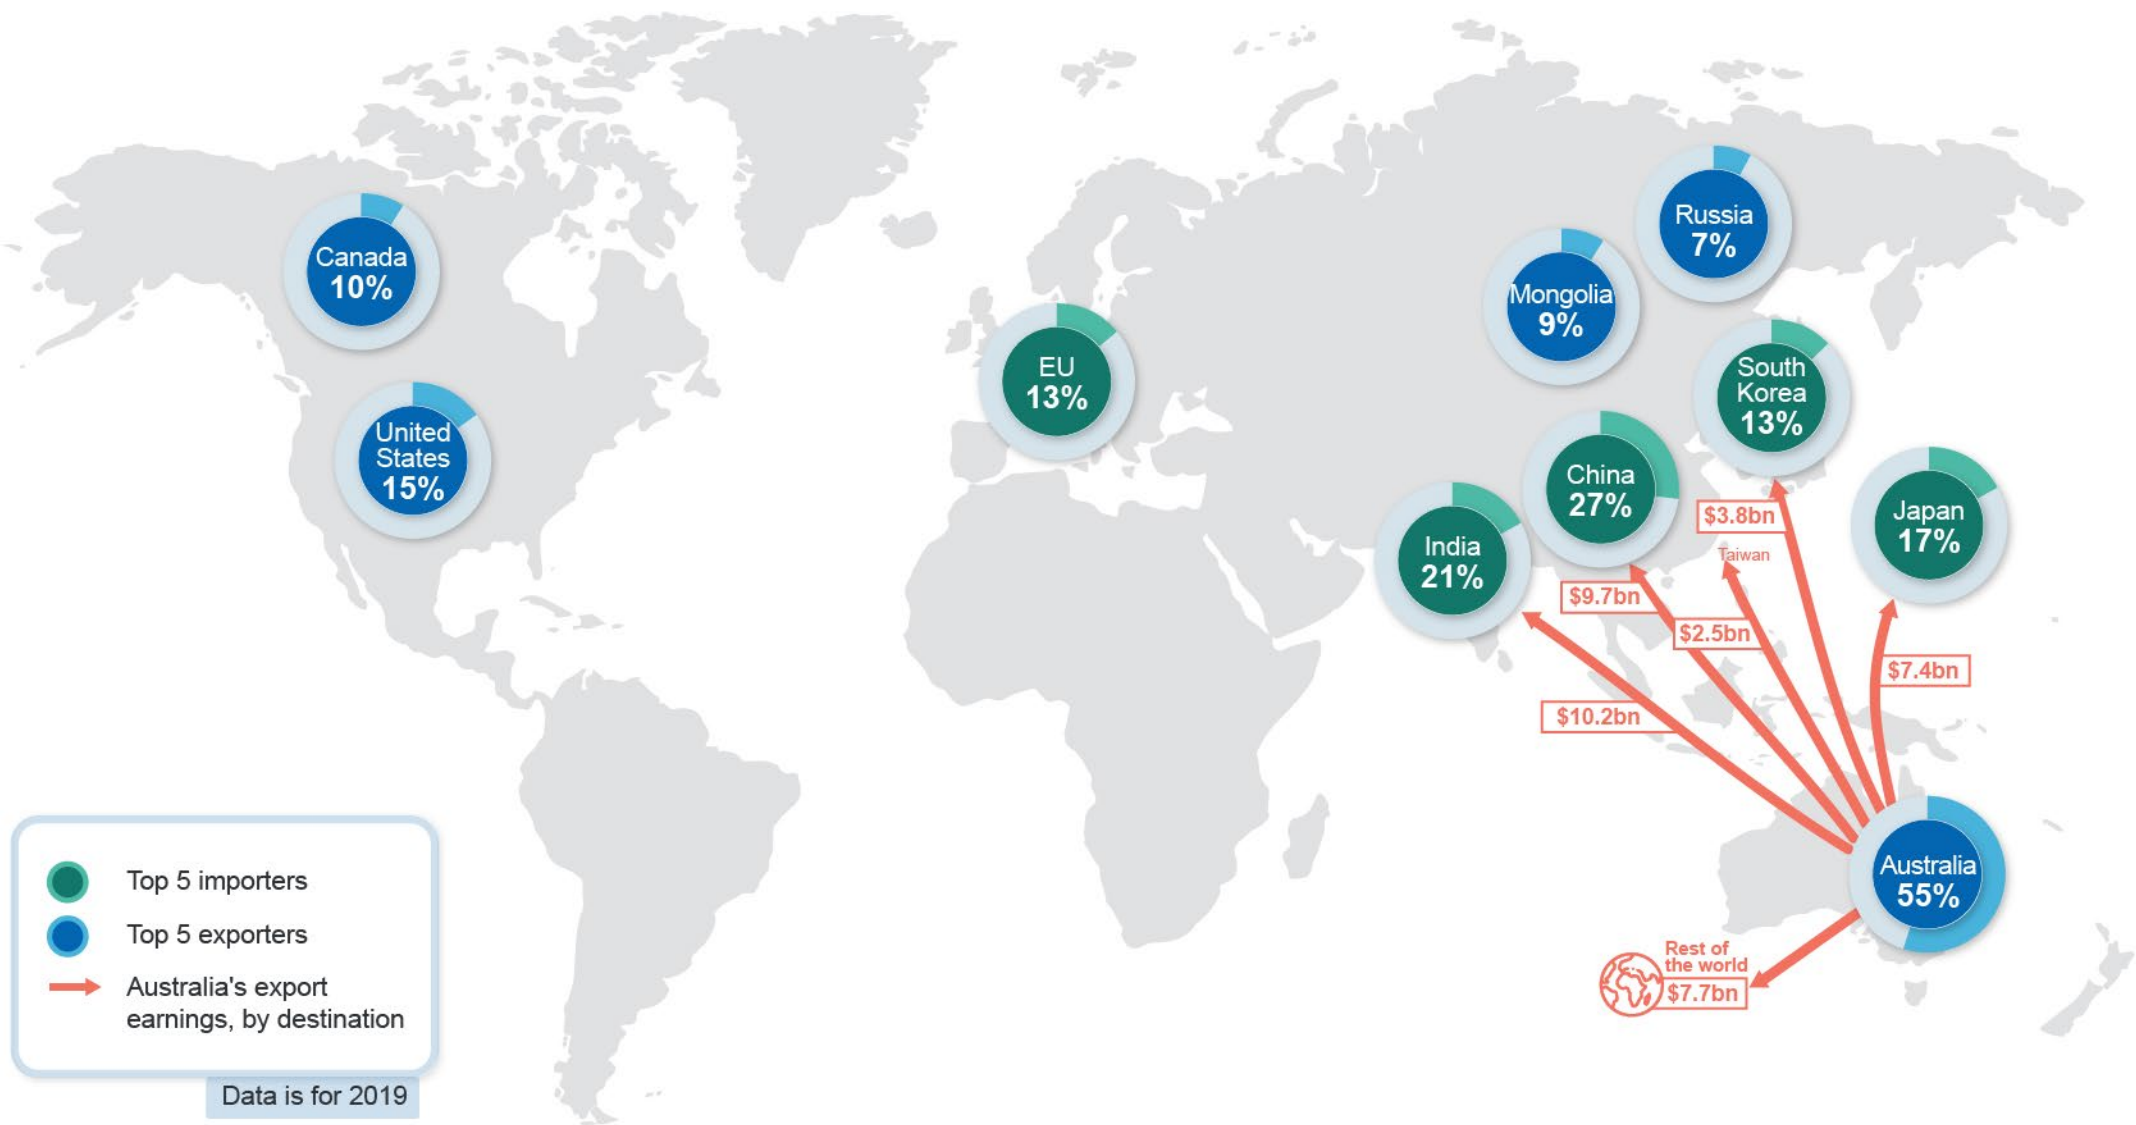 Canada
10%
United
States
15%
EU
13%
Russia
7%
Mongolia
9%
South
Korea
13%
China
27%
India
21%
Japan
17%
$3.8bn
Taiwan
$9.7bn
$2.5bn
$7.4bn
$10.2bn
Australia
55%
Rest of
the world
$7.7bn
Top 5 importers
Top 5 exporters
Australia's export
earnings, by destination
Data is for 2019